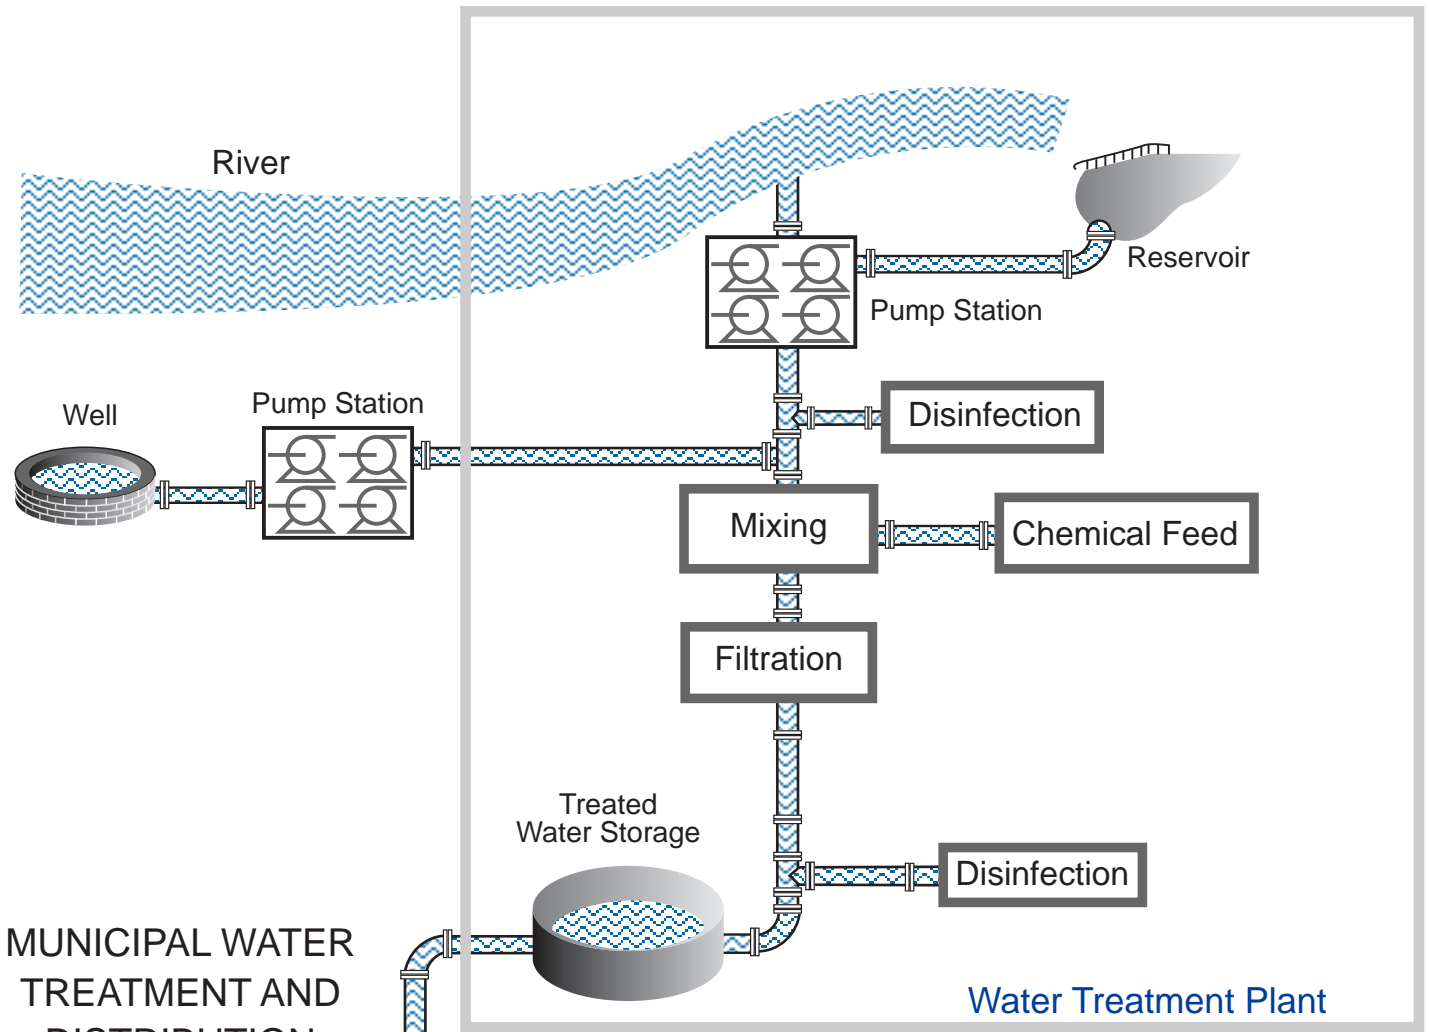 River
Reservoir
Pump Station
Disinfection
Well
Pump Station
Mixing
Chemical Feed
Filtration
Treated
Water Storage
Disinfection
MUNICIPAL WATER
TREATMENT AND
DISTRIBUTION
Water Treatment Plant